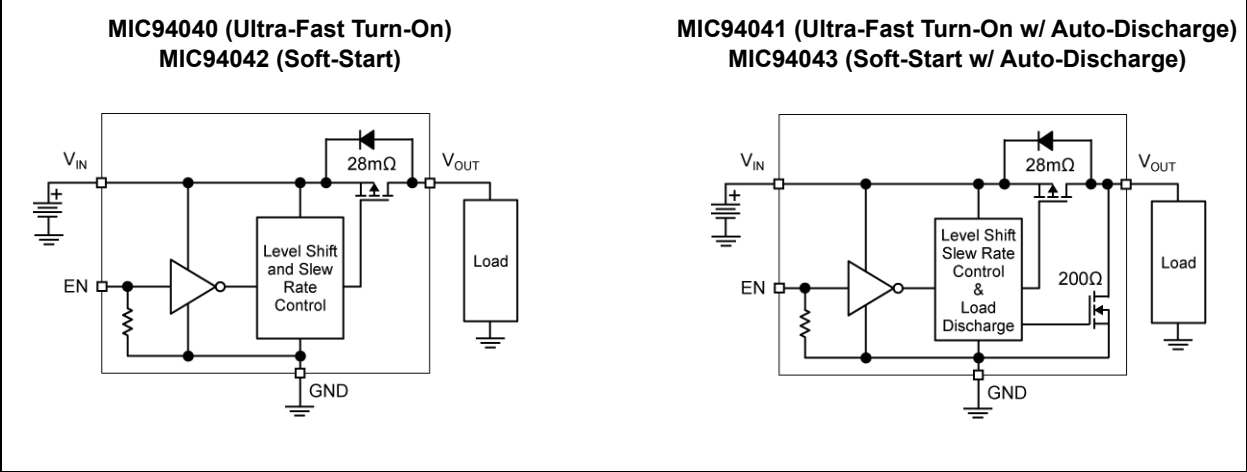 MIC94040 (Ultra-Fast Turn-On)
MIC94042 (Soft-Start)
VIN
28mΩ
VOUT
+
Level Shift
and Slew
Rate
Control
Load
EN
GND
MIC94041 (Ultra-Fast Turn-On w/ Auto-Discharge)
MIC94043 (Soft-Start w/ Auto-Discharge)
VIN
28mΩ
VOUT
+
Level Shift
Slew Rate
Control
&
Load
Discharge
200Ω
Load
EN
GND